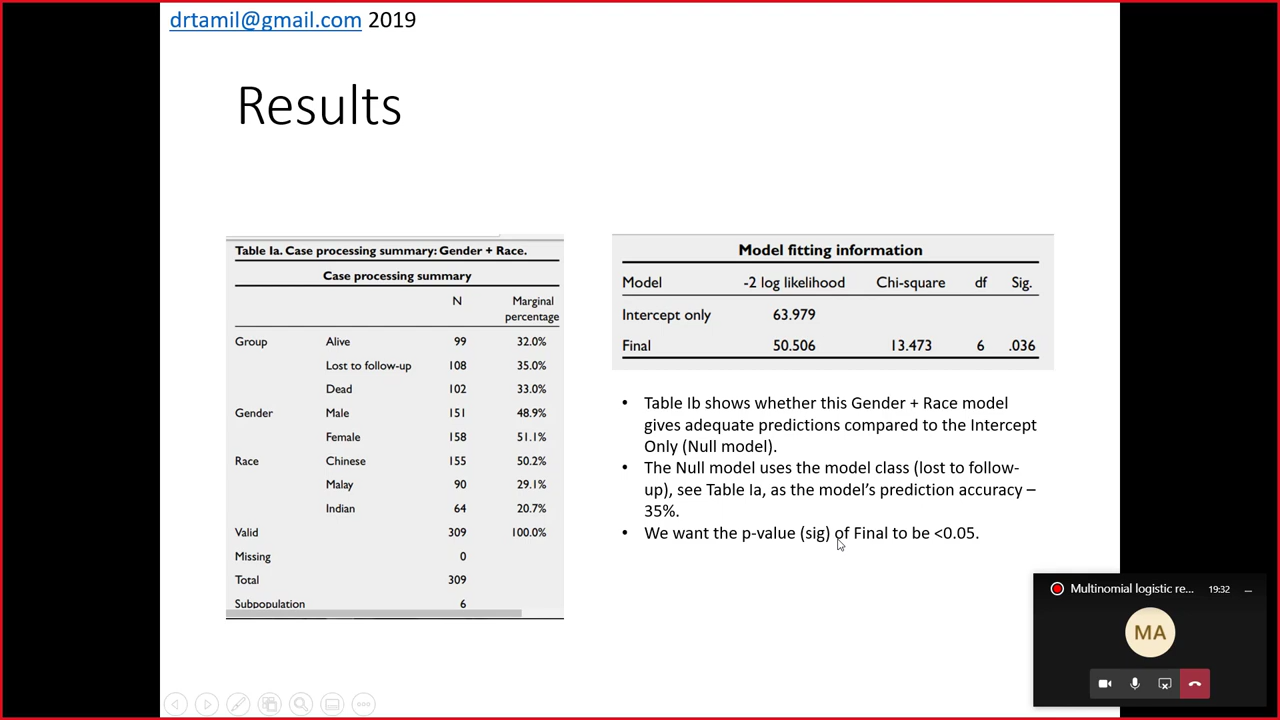 drtamil@gmail.com 2019
Results
Table Ia. Case processing summary: Gender + Race.
Case processing summary
N Marginal percentage
Group Alive 99 32.0%
Lost to follow-up 108 35.0%
Dead 102 33.0%
Gender Male 151 48.9%
Female 158 51.1%
Race Chinese 155 50.2%
Malay 90 29.1%
Indian 64 20.7%
Valid 309 100.0%
Missing 0
Total 309
Subpopulation 6
Model fitting information
Model -2 log likelihood Chi-square df Sig.
Intercept only 63.979
Final 50.506 13.473 6 .036
• Table Ib shows whether this Gender + Race model
gives adequate predictions compared to the Intercept
Only (Null model).
• The Null model uses the model class (lost to follow-
up), see Table Ia, as the model's prediction accuracy –
35%.
• We want the p-value (sig) of Final to be <0.05.
Multinomial logistic re... 19:32
MA